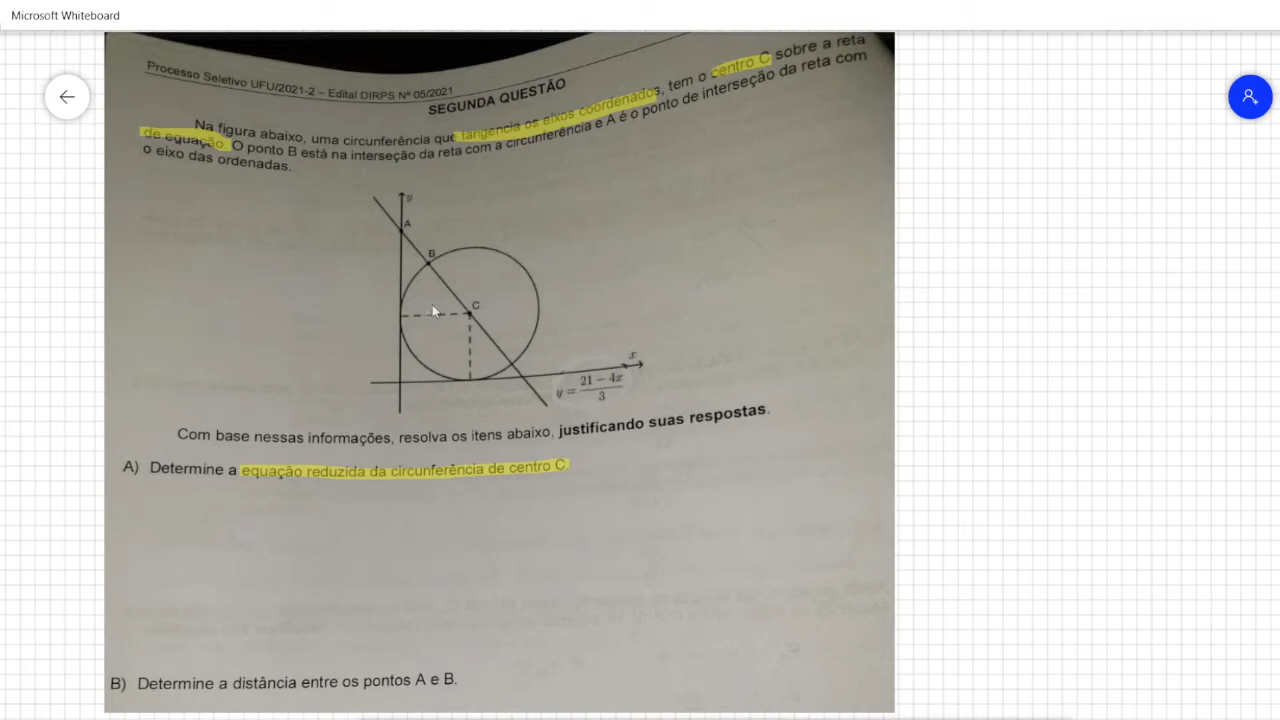 Microsoft Whiteboard
Processo Seletivo UFU/2021-2 – Edital DIRPS Nº 05/2021
SEGUNDA QUESTÃO
Na figura abaixo, uma circunferência que tangencia os eixos coordenados, tem o centro C sobre a reta
de equação. O ponto B está na interseção da reta com a circunferência e A é o ponto de interseção da reta com
o eixo das ordenadas.
y
A
B
C
x
y = \frac{21 - 4x}{3}
Com base nessas informações, resolva os itens abaixo, justificando suas respostas.
A) Determine a equação reduzida da circunferência de centro C.
B) Determine a distância entre os pontos A e B.